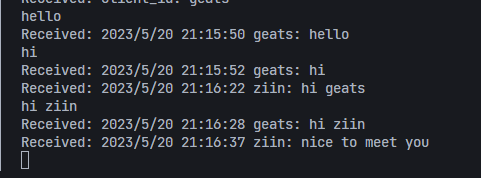 Received: client_id: geats
hello
Received: 2023/5/20 21:15:50 geats: hello
hi
Received: 2023/5/20 21:15:52 geats: hi
Received: 2023/5/20 21:16:22 ziin: hi geats
hi ziin
Received: 2023/5/20 21:16:28 geats: hi ziin
Received: 2023/5/20 21:16:37 ziin: nice to meet you